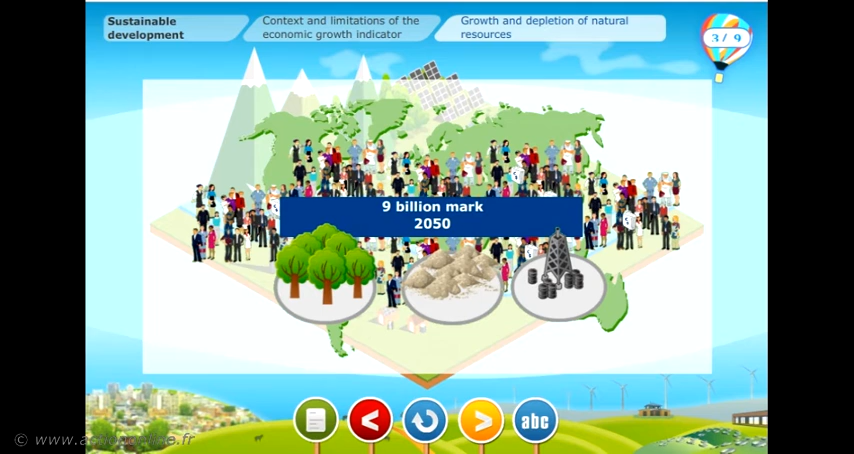 Sustainable
development
Context and limitations of the
economic growth indicator
Growth and depletion of natural
resources
3 / 9
9 billion mark
2050
abc